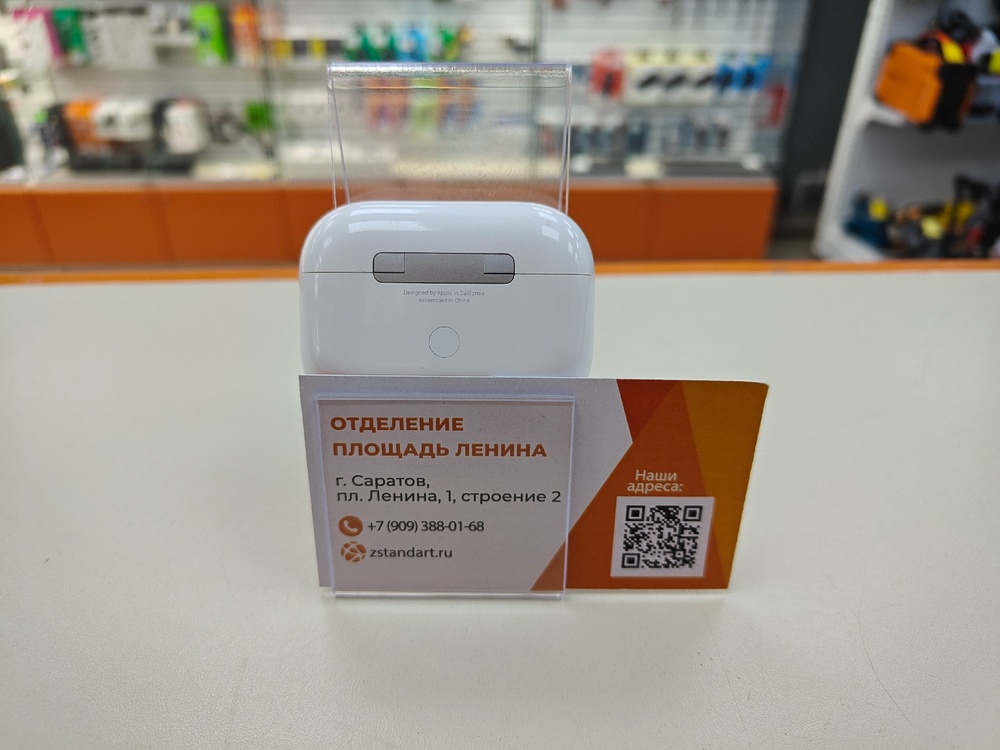 Designed by Apple in California
Assembled in China
ОТДЕЛЕНИЕ
ПЛОЩАДЬ ЛЕНИНА
г. Саратов,
пл. Ленина, 1, строение 2
+7 (909) 388-01-68
zstandart.ru
Наши
адреса: